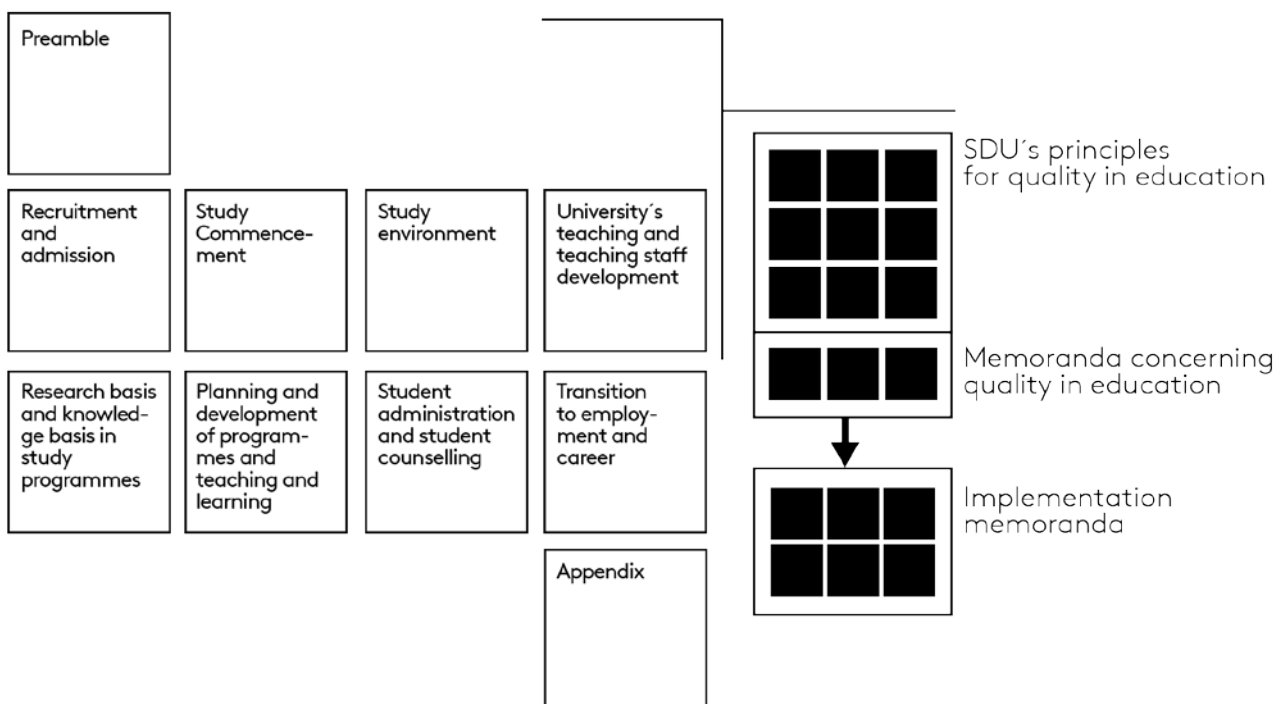 Preamble
Recruitment
and
admission
Study
Commence-
ment
Study
environment
University´s
teaching and
teaching staff
development
Research basis
and knowled-
ge basis in
study
programmes
Planning and
development
of program-
mes and
teaching and
learning
Student
administration
and student
counselling
Transition
to employ-
ment and
career
Appendix
SDU´s principles
for quality in education
Memoranda concerning
quality in education
Implementation
memoranda